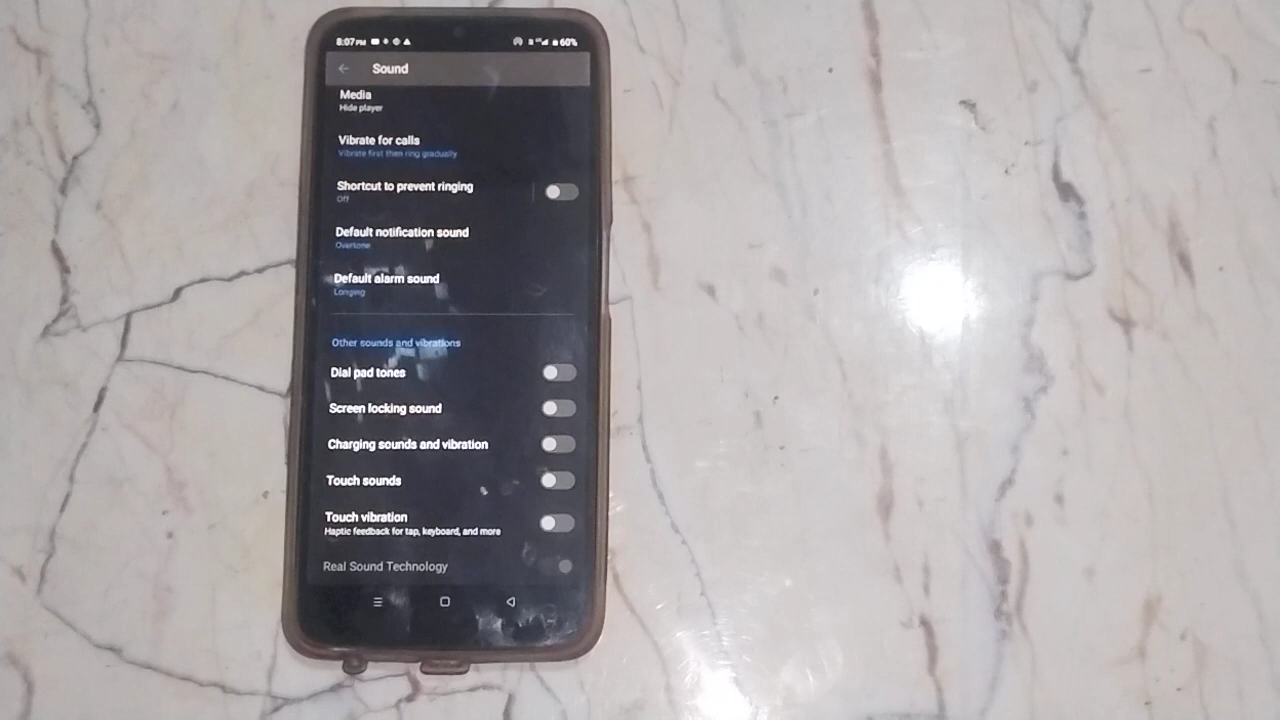 8:07 PM 60%
Sound
Media
Hide player
Vibrate for calls
Vibrate first then ring gradually
Shortcut to prevent ringing
Off
Default notification sound
Overtone
Default alarm sound
Longing
Other sounds and vibrations
Dial pad tones
Screen locking sound
Charging sounds and vibration
Touch sounds
Touch vibration
Haptic feedback for tap, keyboard, and more
Real Sound Technology